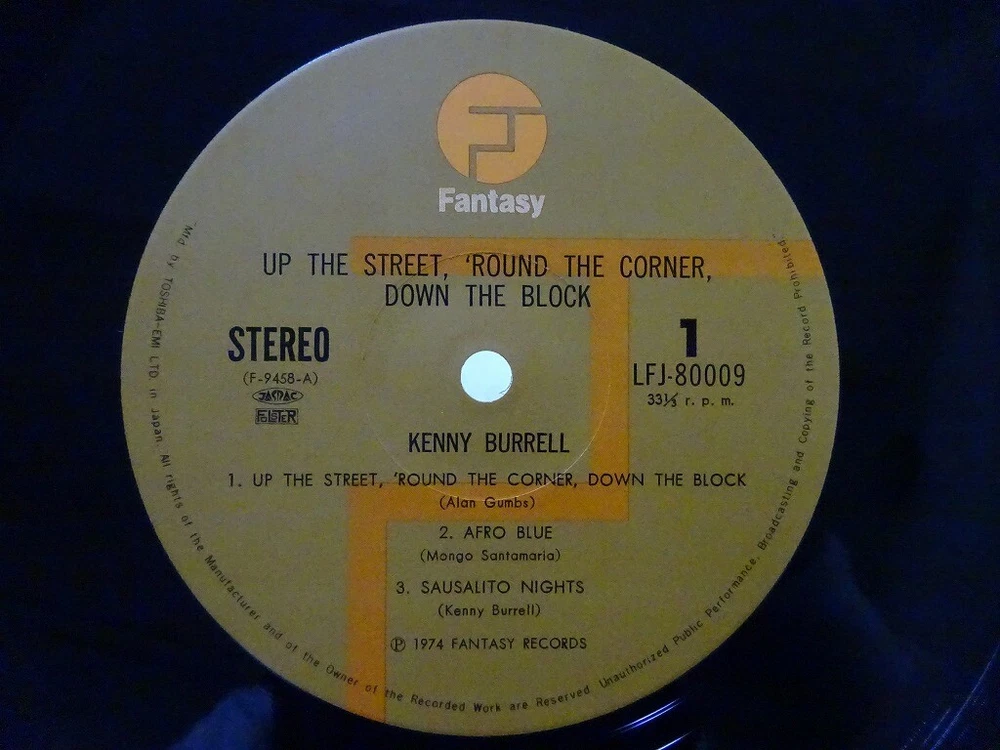 Fantasy
UP THE STREET, ‘ROUND THE CORNER,
DOWN THE BLOCK
STEREO
(F-9458-A)
JASRAC
1
LFJ-80009
33⅓ r. p. m.
KENNY BURRELL
1. UP THE STREET, ‘ROUND THE CORNER, DOWN THE BLOCK
(Alan Gumbs)
2. AFRO BLUE
(Mongo Santamaria)
3. SAUSALITO NIGHTS
(Kenny Burrell)
Ⓟ 1974 FANTASY RECORDS
Mfd by TOSHIBA-EMI LTD. in Japan. All rights of the Manufacturer and of the Owner of the Recorded Work are Reserved. Unauthorized Public Performance, Broadcasting and Copying of the Record Prohibited.